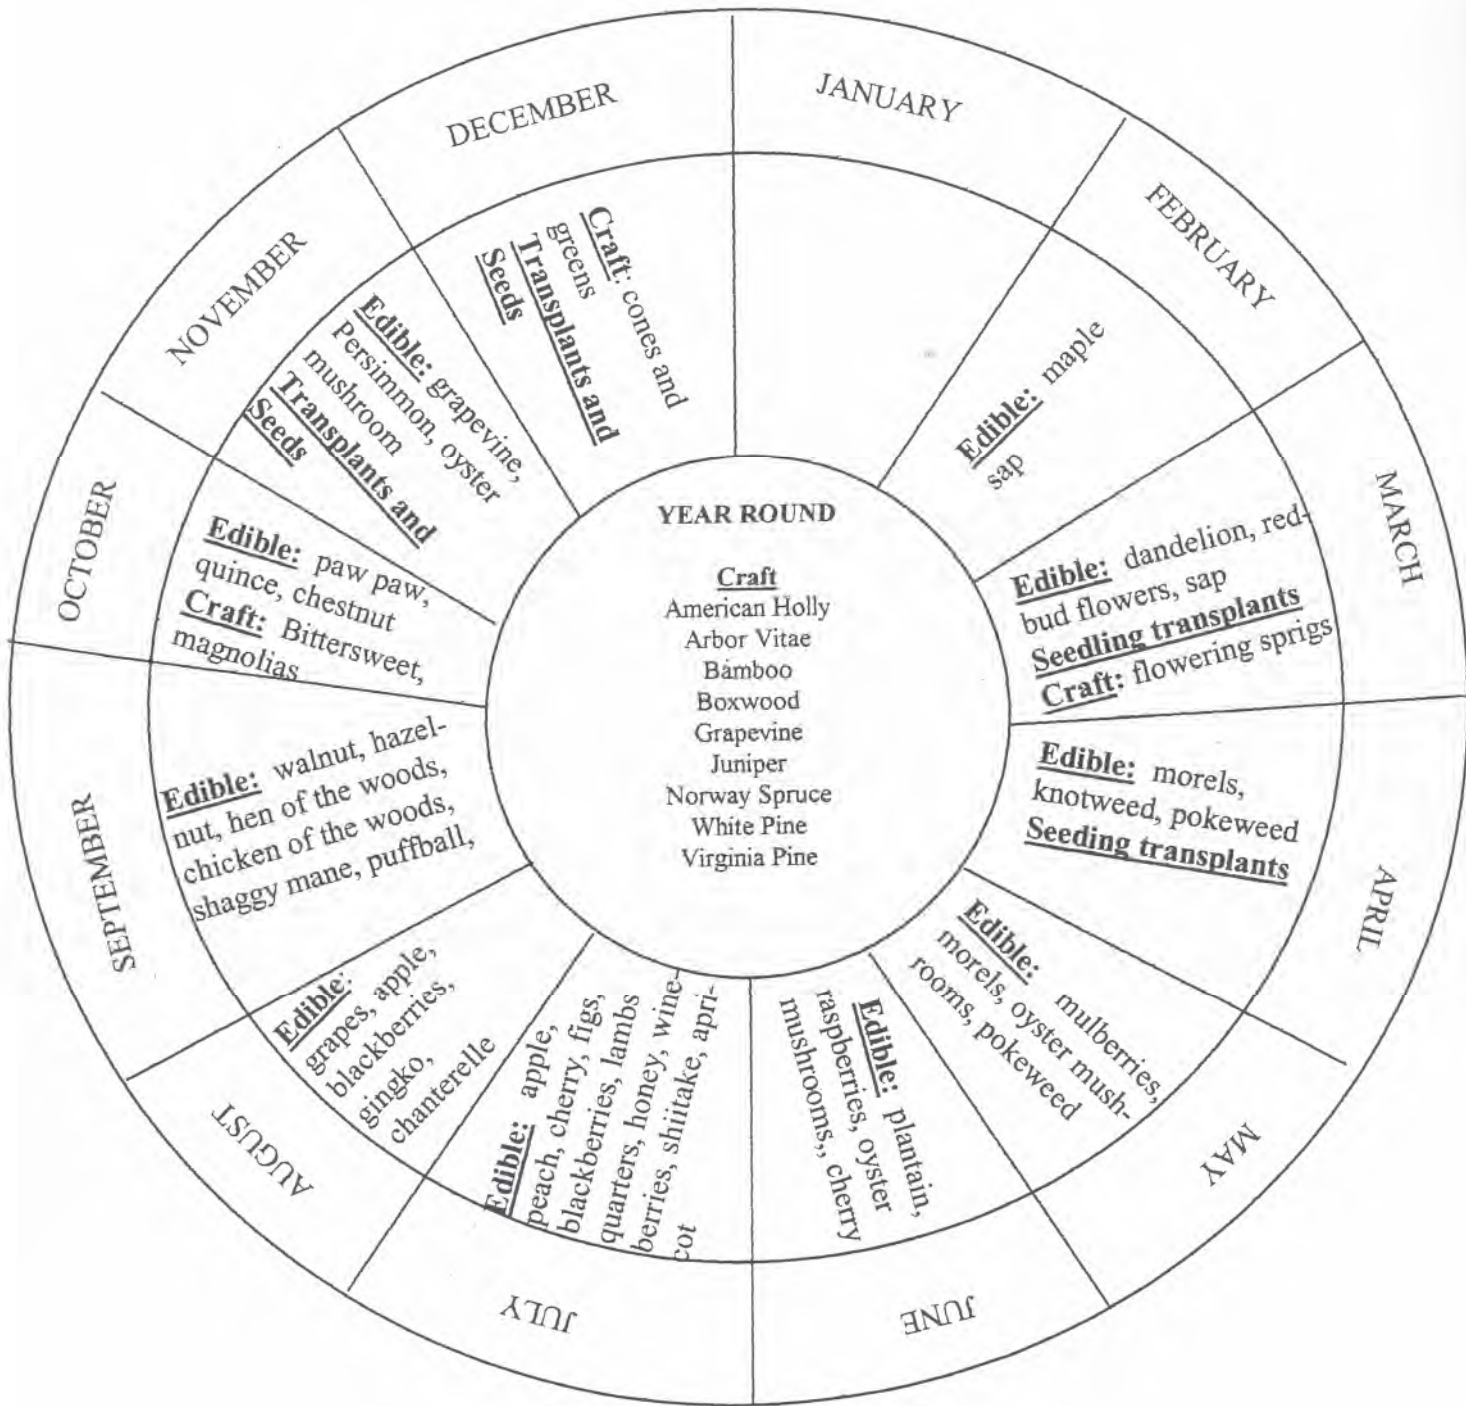 JANUARY
FEBRUARY
Edible: maple
sap
MARCH
Edible: dandelion, red-
bud flowers, sap
Seedling transplants
Craft: flowering sprigs
APRIL
Edible: morels,
knotweed, pokeweed
Seeding transplants
MAY
Edible: mulberries,
morels, oyster mush-
rooms, pokeweed
JUNE
Edible: plantain,
raspberries, oyster
mushrooms,, cherry
JULY
Edible: apple,
peach, cherry, figs,
blackberries, lambs
quarters, honey, wine-
berries, shiitake, apri-
cot
AUGUST
Edible:
grapes, apple,
blackberries,
gingko,
chanterelle
SEPTEMBER
Edible: walnut, hazel-
nut, hen of the woods,
chicken of the woods,
shaggy mane, puffball,
OCTOBER
Edible: paw paw,
quince, chestnut
Craft: Bittersweet,
magnolias
NOVEMBER
Edible: grapevine,
Persimmon, oyster
mushroom
Transplants and
Seeds
DECEMBER
Craft: cones and
greens
Transplants and
Seeds
YEAR ROUND
Craft
American Holly
Arbor Vitae
Bamboo
Boxwood
Grapevine
Juniper
Norway Spruce
White Pine
Virginia Pine